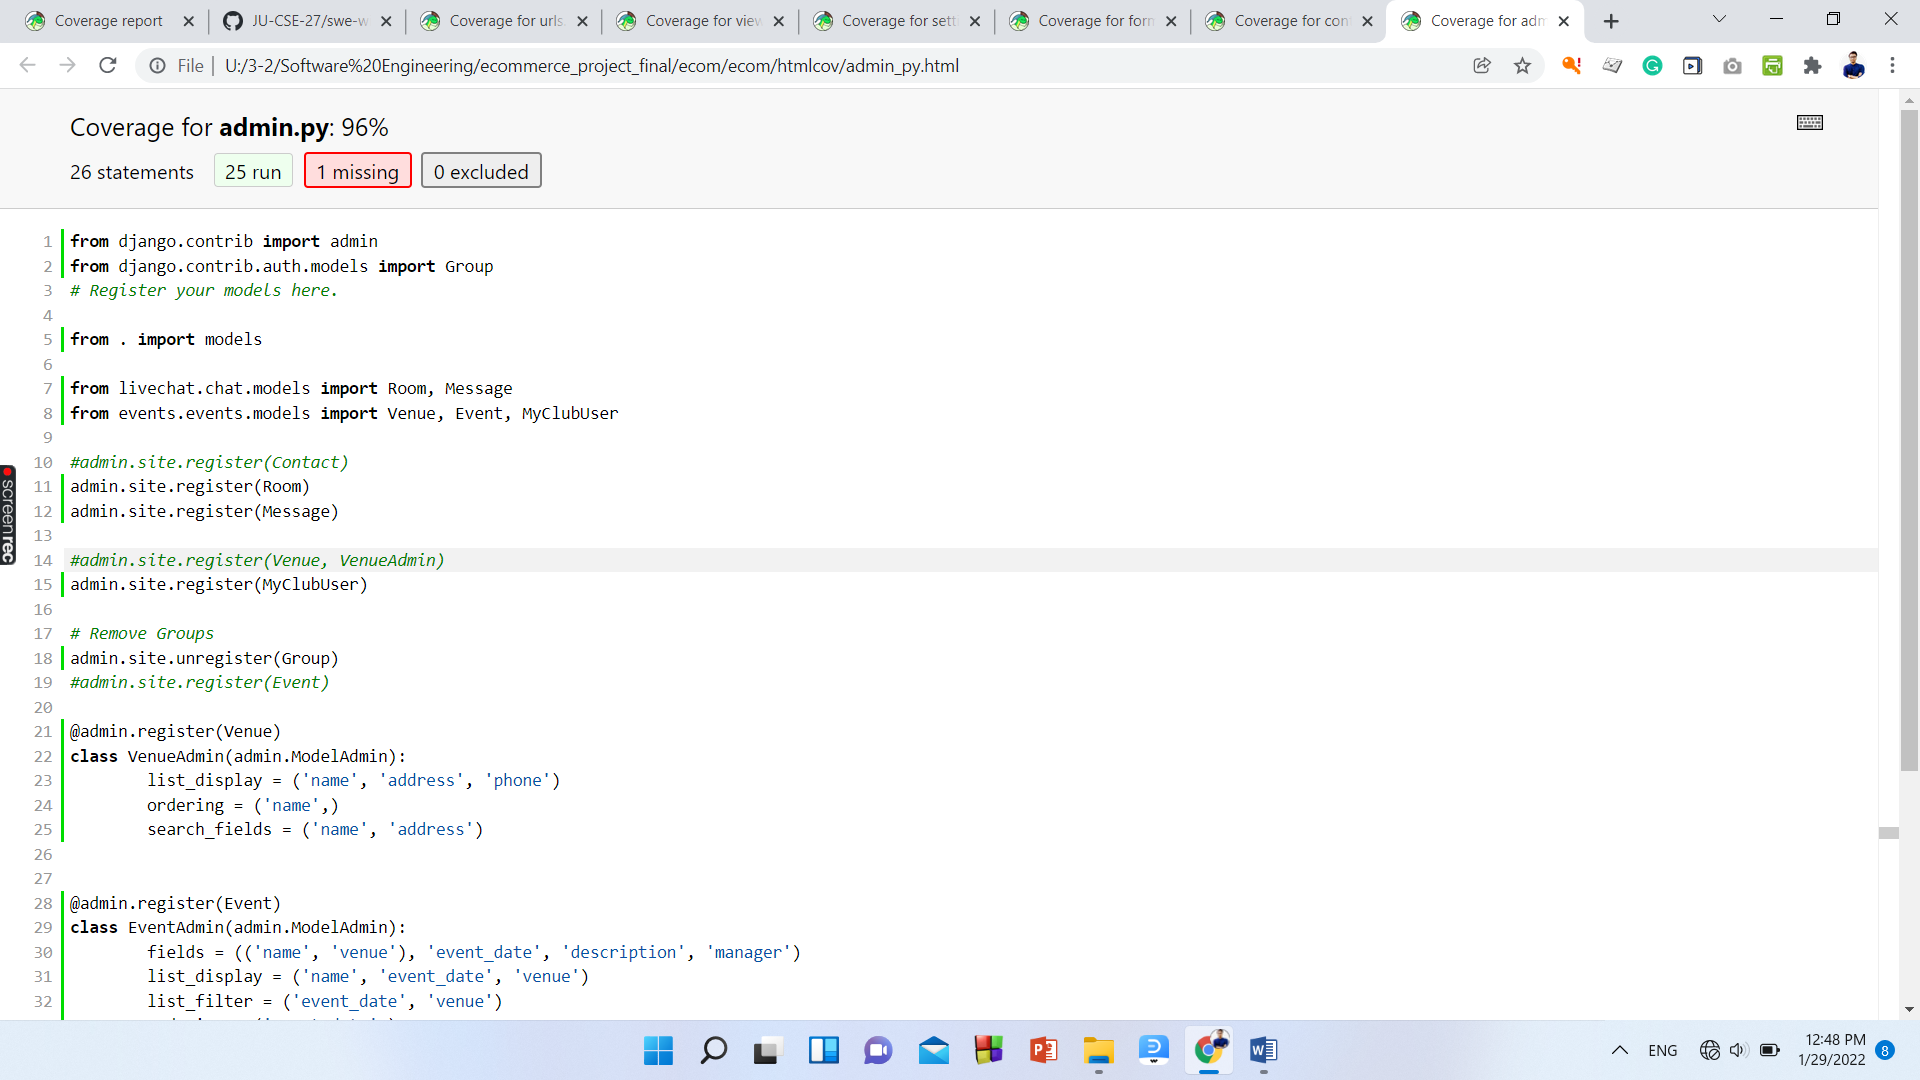 Coverage report
JU-CSE-27/swe-w
Coverage for urls.
Coverage for view
Coverage for sett
Coverage for form
Coverage for con
Coverage for adm
File
U:/3-2/Software%20Engineering/ecommerce_project_final/ecom/ecom/htmlcov/admin_py.html
Coverage for admin.py: 96%
26 statements 25 run 1 missing 0 excluded
1 from django.contrib import admin
2 from django.contrib.auth.models import Group
3 # Register your models here.
4
5 from . import models
6
7 from livechat.chat.models import Room, Message
8 from events.events.models import Venue, Event, MyClubUser
9
10 #admin.site.register(Contact)
11 admin.site.register(Room)
12 admin.site.register(Message)
13
14 #admin.site.register(Venue, VenueAdmin)
15 admin.site.register(MyClubUser)
16
17 # Remove Groups
18 admin.site.unregister(Group)
19 #admin.site.register(Event)
20
21 @admin.register(Venue)
22 class VenueAdmin(admin.ModelAdmin):
23 list_display = ('name', 'address', 'phone')
24 ordering = ('name',)
25 search_fields = ('name', 'address')
26
27
28 @admin.register(Event)
29 class EventAdmin(admin.ModelAdmin):
30 fields = (('name', 'venue'), 'event_date', 'description', 'manager')
31 list_display = ('name', 'event_date', 'venue')
32 list_filter = ('event_date', 'venue')
screenrec
ENG
12:48 PM
1/29/2022
8